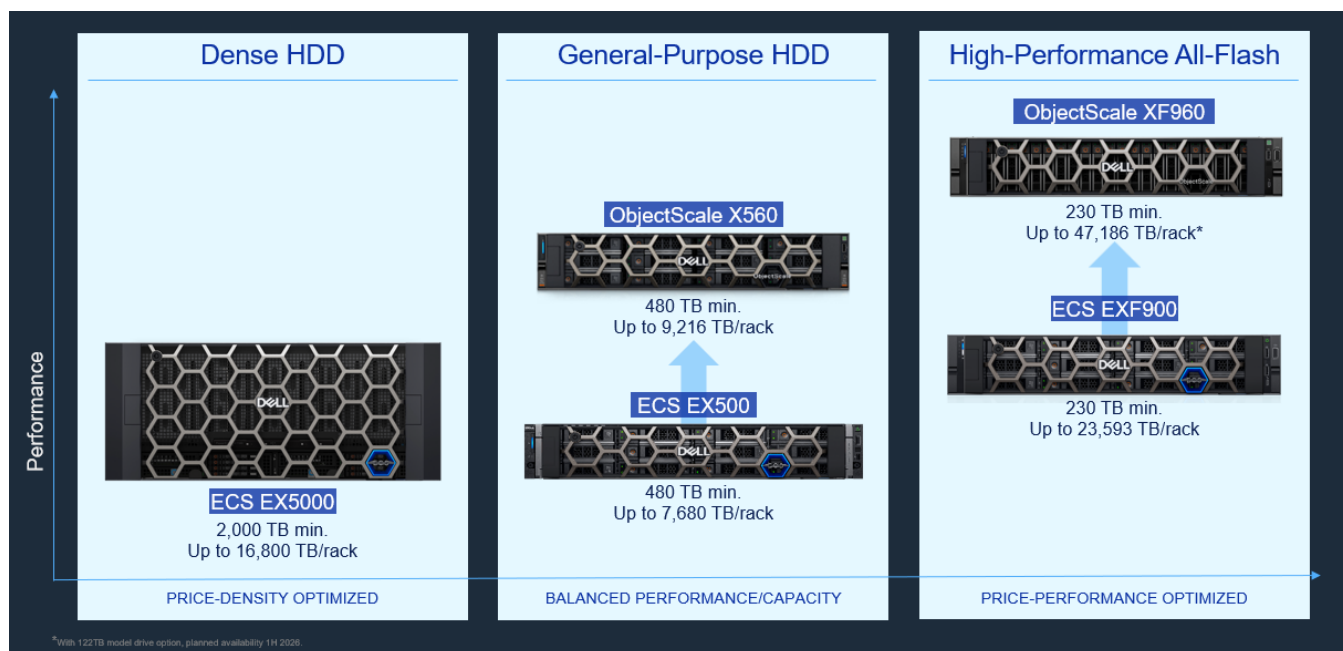 Dense HDD
PRICE-DENSITY OPTIMIZED
General-Purpose HDD
BALANCED PERFORMANCE/CAPACITY
High-Performance All-Flash
PRICE-PERFORMANCE OPTIMIZED
Performance
DELL
ECS EX5000
2,000 TB min.
Up to 16,800 TB/rack
ObjectScale X560
DELL
ObjectScale
480 TB min.
Up to 9,216 TB/rack
ECS EX500
DELL
480 TB min.
Up to 7,680 TB/rack
ObjectScale XF960
DELL
ObjectScale
230 TB min.
Up to 47,186 TB/rack*
ECS EXF900
DELL
230 TB min.
Up to 23,593 TB/rack
*With 122TB model drive option, planned availability 1H 2026.